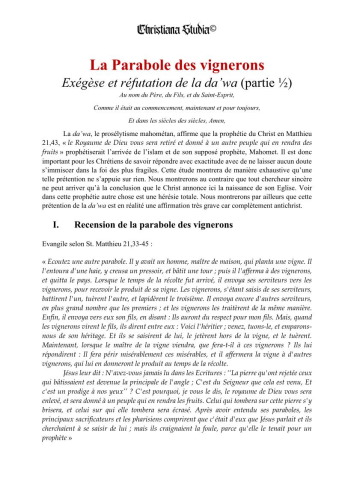 Christiana Studia©
La Parabole des vignerons
Exégèse et réfutation de la da’wa (partie ½)
Au nom du Père, du Fils, et du Saint-Esprit,
Comme il était au commencement, maintenant et pour toujours,
Et dans les siècles des siècles, Amen,
La da’wa, le prosélytisme mahométan, affirme que la prophétie du Christ en Matthieu
21,43, « le Royaume de Dieu vous sera retiré et donné à un autre peuple qui en rendra des
fruits » prophétiserait l’arrivée de l’islam et de son supposé prophète, Mahomet. Il est donc
important pour les Chrétiens de savoir répondre avec exactitude avec de ne laisser aucun doute
s’immiscer dans la foi des plus fragiles. Cette étude montrera de manière exhaustive qu’une
telle prétention ne s’appuie sur rien. Nous montrerons au contraire que tout chercheur sincère
ne peut arriver qu’à la conclusion que le Christ annonce ici la naissance de son Eglise. Voir
dans cette prophétie autre chose est une hérésie totale. Nous montrerons par ailleurs que cette
prétention de la da’wa est en réalité une affirmation très grave car complètement antichrist.
I. Recension de la parabole des vignerons
Evangile selon St. Matthieu 21,33-45 :
« Ecoutez une autre parabole. Il y avait un homme, maître de maison, qui planta une vigne. Il
l’entoura d’une haie, y creusa un pressoir, et bâtit une tour ; puis il l’afferma à des vignerons,
et quitta le pays. Lorsque le temps de la récolte fut arrivé, il envoya ses serviteurs vers les
vignerons, pour recevoir le produit de sa vigne. Les vignerons, s’étant saisis de ses serviteurs,
battirent l’un, tuèrent l’autre, et lapidèrent le troisième. Il envoya encore d’autres serviteurs,
en plus grand nombre que les premiers ; et les vignerons les traitèrent de la même manière.
Enfin, il envoya vers eux son fils, en disant : Ils auront du respect pour mon fils. Mais, quand
les vignerons virent le fils, ils dirent entre eux : Voici l’héritier ; venez, tuons-le, et emparons-
nous de son héritage. Et ils se saisirent de lui, le jetèrent hors de la vigne, et le tuèrent.
Maintenant, lorsque le maître de la vigne viendra, que fera-t-il à ces vignerons ? Ils lui
répondirent : Il fera périr misérablement ces misérables, et il affermera la vigne à d’autres
vignerons, qui lui en donneront le produit au temps de la récolte.
Jésus leur dit : N’avez-vous jamais lu dans les Ecritures : ‘’La pierre qu’ont rejetée ceux
qui bâtissaient est devenue la principale de l’angle ; C’est du Seigneur que cela est venu, Et
c’est un prodige à nos yeux’’ ? C’est pourquoi, je vous le dis, le royaume de Dieu vous sera
enlevé, et sera donné à un peuple qui en rendra les fruits. Celui qui tombera sur cette pierre s’y
brisera, et celui sur qui elle tombera sera écrasé. Après avoir entendu ses paraboles, les
principaux sacrificateurs et les pharisiens comprirent que c’était d’eux que Jésus parlait et ils
cherchaient à se saisir de lui ; mais ils craignaient la foule, parce qu’elle le tenait pour un
prophète »